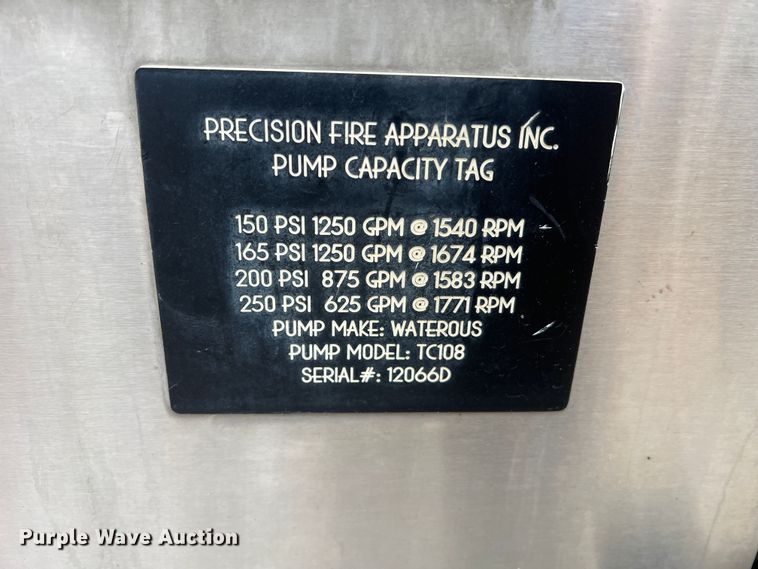 PRECISION FIRE APPARATUS INC.
PUMP CAPACITY TAG
150 PSI 1250 GPM @ 1540 RPM
165 PSI 1250 GPM @ 1674 RPM
200 PSI 875 GPM @ 1583 RPM
250 PSI 625 GPM @ 1771 RPM
PUMP MAKE: WATEROUS
PUMP MODEL: TC108
SERIAL#: 12066D
Purple Wave Auction